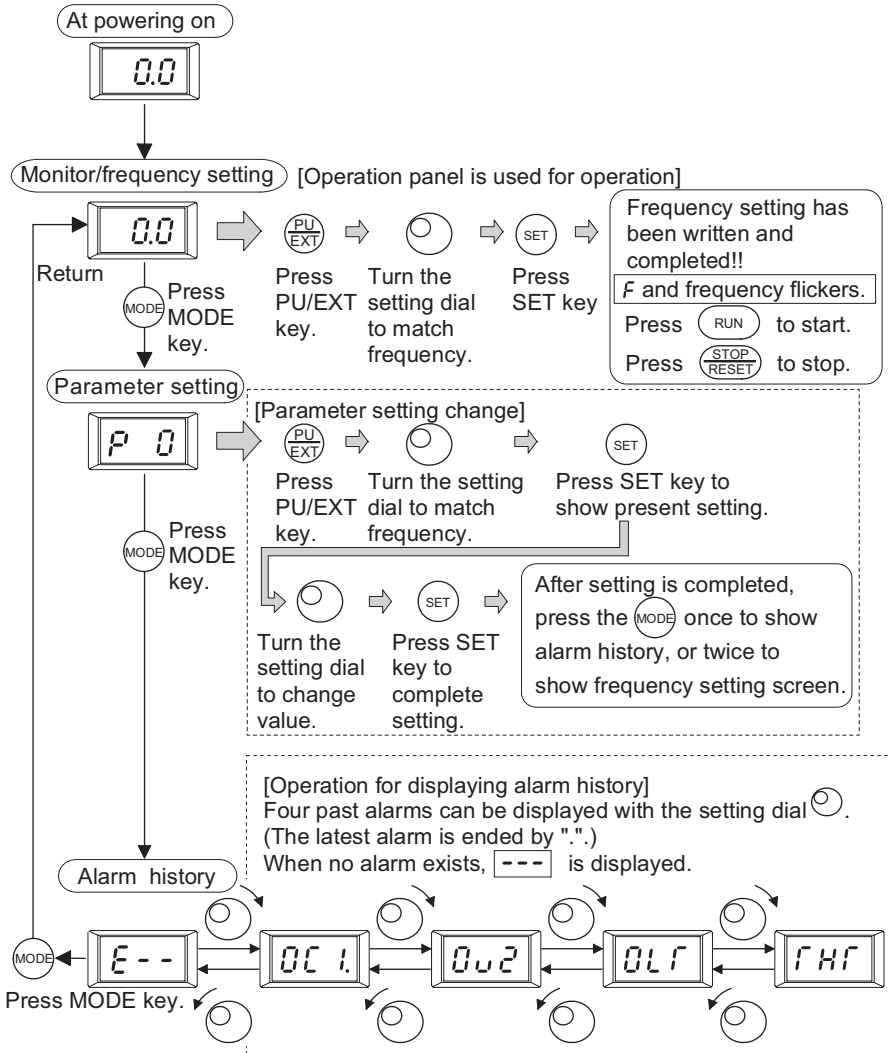 At powering on
0.0
Monitor/frequency setting
[Operation panel is used for operation]
0.0
PU
EXT
SET
Return
Press
PU/EXT
key.
Turn the
setting dial
to match
frequency.
Press
SET key
Frequency setting has
been written and
completed!!
F and frequency flickers.
Press RUN to start.
Press STOP
RESET to stop.
MODE
Press
MODE
key.
Parameter setting
P 0
[Parameter setting change]
PU
EXT
SET
Press
PU/EXT
key.
Turn the setting
dial to match
frequency.
Press SET key to
show present setting.
MODE
Press
MODE
key.
SET
Turn the
setting dial
to change
value.
Press SET
key to
complete
setting.
After setting is completed,
press the MODE once to show
alarm history, or twice to
show frequency setting screen.
[Operation for displaying alarm history]
Four past alarms can be displayed with the setting dial .
(The latest alarm is ended by ".".)
When no alarm exists, --- is displayed.
Alarm history
MODE
E--
OC1.
Ov2
OLT
THT
Press MODE key.